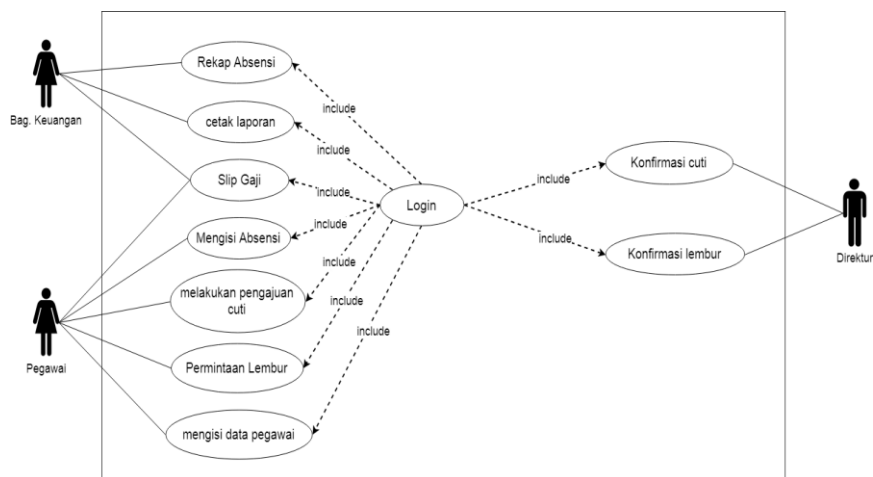 Rekap Absensi
include
Bag. Keuangan
cetak laporan
include
Konfirmasi cuti
Slip Gaji
include
include
Login
Mengisi Absensi
include
include
Konfirmasi lembur
Direktur
include
melakukan pengajuan
cuti
include
Permintaan Lembur
include
Pegawai
mengisi data pegawai